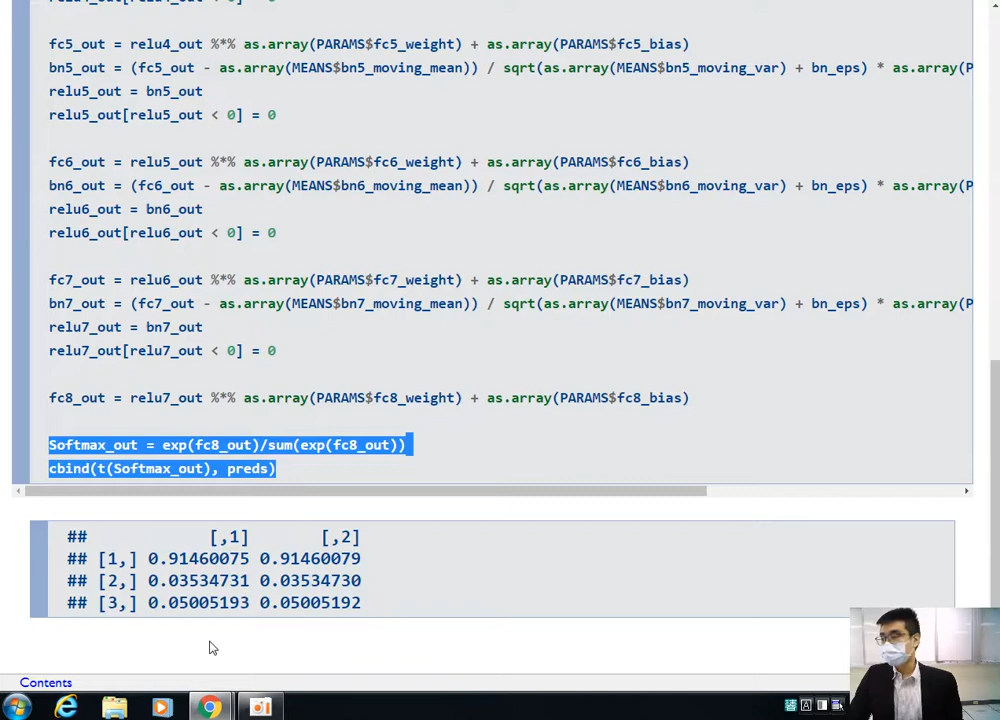 fc5_out = relu4_out %*% as.array(PARAMS$fc5_weight) + as.array(PARAMS$fc5_bias)
bn5_out = (fc5_out - as.array(MEANS$bn5_moving_mean)) / sqrt(as.array(MEANS$bn5_moving_var) + bn_eps) * as.array(P
relu5_out = bn5_out
relu5_out[relu5_out < 0] = 0
fc6_out = relu5_out %*% as.array(PARAMS$fc6_weight) + as.array(PARAMS$fc6_bias)
bn6_out = (fc6_out - as.array(MEANS$bn6_moving_mean)) / sqrt(as.array(MEANS$bn6_moving_var) + bn_eps) * as.array(P
relu6_out = bn6_out
relu6_out[relu6_out < 0] = 0
fc7_out = relu6_out %*% as.array(PARAMS$fc7_weight) + as.array(PARAMS$fc7_bias)
bn7_out = (fc7_out - as.array(MEANS$bn7_moving_mean)) / sqrt(as.array(MEANS$bn7_moving_var) + bn_eps) * as.array(P
relu7_out = bn7_out
relu7_out[relu7_out < 0] = 0
fc8_out = relu7_out %*% as.array(PARAMS$fc8_weight) + as.array(PARAMS$fc8_bias)
Softmax_out = exp(fc8_out)/sum(exp(fc8_out))
cbind(t(Softmax_out), preds)
## [,1] [,2]
## [1,] 0.91460075 0.91460079
## [2,] 0.03534731 0.03534730
## [3,] 0.05005193 0.05005192
Contents